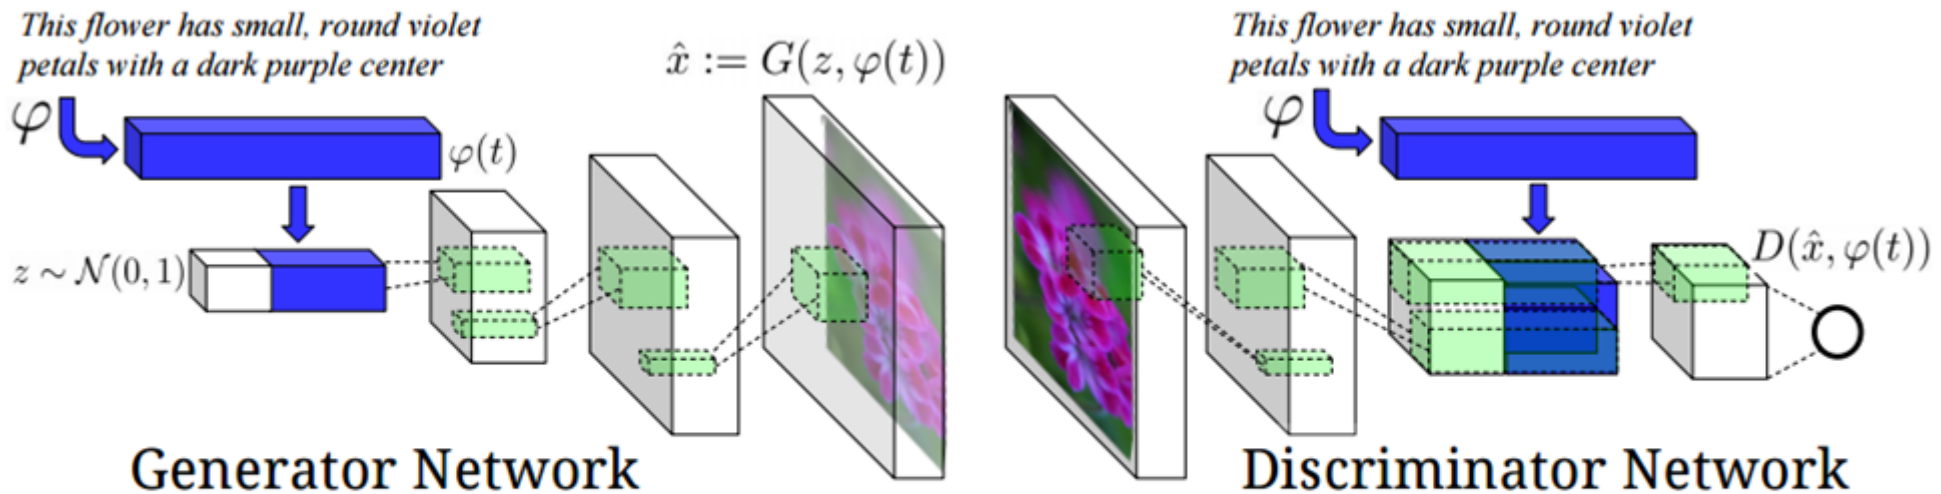 This flower has small, round violet
petals with a dark purple center
φ
φ(t)
z ∼ 𝒩(0, 1)
x̂ := G(z, φ(t))
Generator Network
This flower has small, round violet
petals with a dark purple center
φ
D(x̂, φ(t))
Discriminator Network